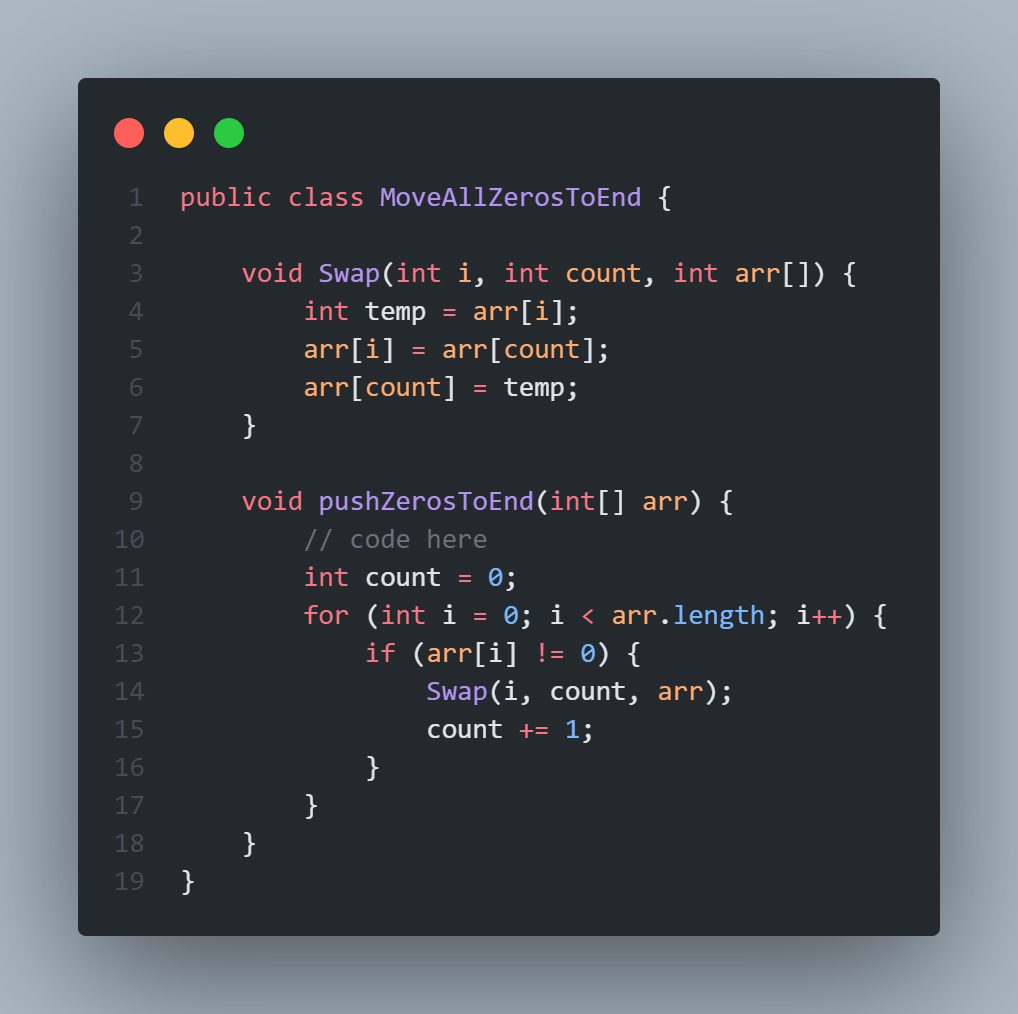 1 public class MoveAllZerosToEnd {
2
3     void Swap(int i, int count, int arr[]) {
4         int temp = arr[i];
5         arr[i] = arr[count];
6         arr[count] = temp;
7     }
8
9     void pushZerosToEnd(int[] arr) {
10         // code here
11         int count = 0;
12         for (int i = 0; i < arr.length; i++) {
13             if (arr[i] != 0) {
14                 Swap(i, count, arr);
15                 count += 1;
16             }
17         }
18     }
19 }